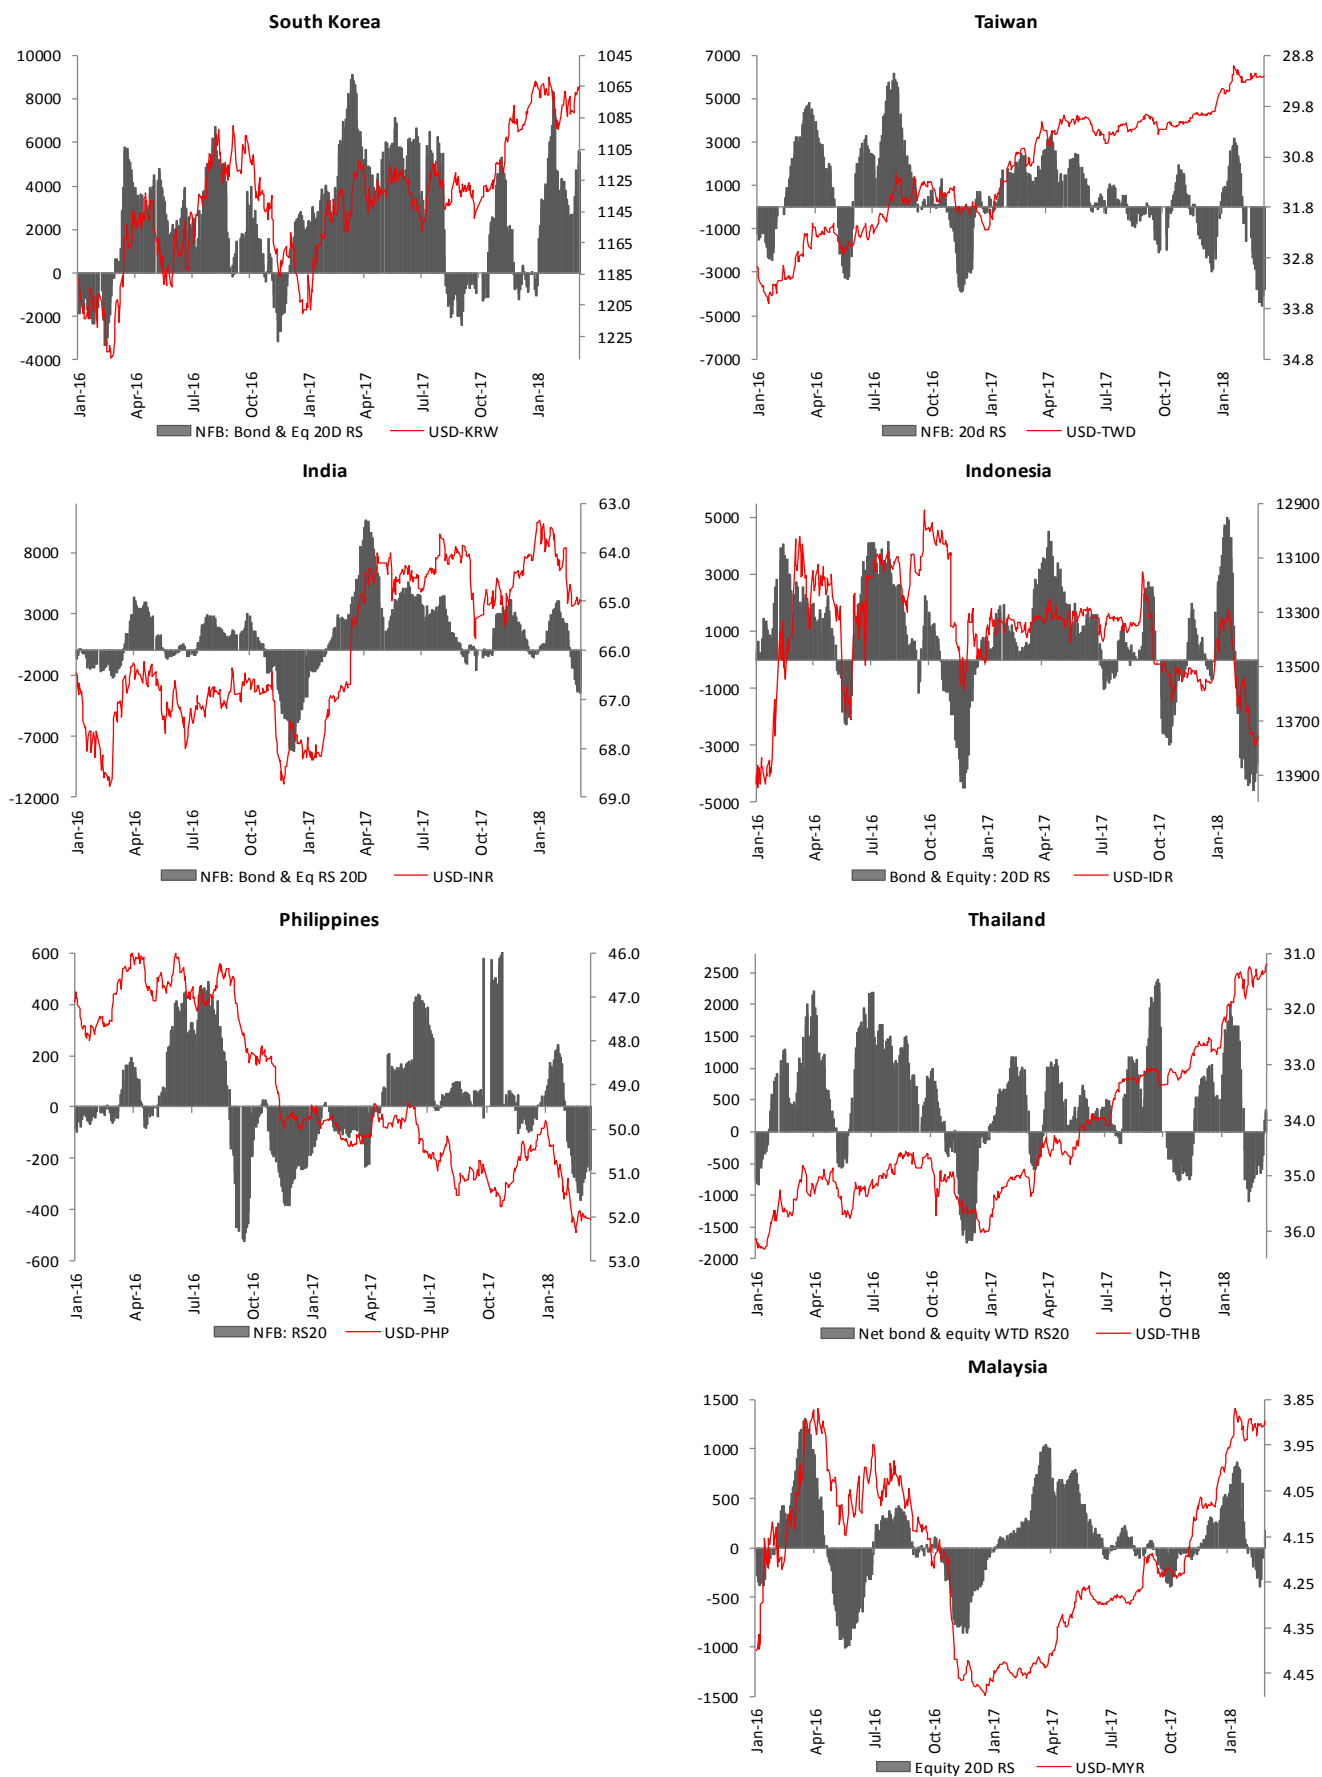 South Korea
10000
8000
6000
4000
2000
0
-2000
-4000
1045
1065
1085
1105
1125
1145
1165
1185
1205
1225
Jan-16
Apr-16
Jul-16
Oct-16
Jan-17
Apr-17
Jul-17
Oct-17
Jan-18
NFB: Bond & Eq 20D RS
USD-KRW
Taiwan
7000
5000
3000
1000
-1000
-3000
-5000
-7000
28.8
29.8
30.8
31.8
32.8
33.8
34.8
Jan-16
Apr-16
Jul-16
Oct-16
Jan-17
Apr-17
Jul-17
Oct-17
Jan-18
NFB: 20d RS
USD-TWD
India
8000
3000
-2000
-7000
-12000
63.0
64.0
65.0
66.0
67.0
68.0
69.0
Jan-16
Apr-16
Jul-16
Oct-16
Jan-17
Apr-17
Jul-17
Oct-17
Jan-18
NFB: Bond & Eq RS 20D
USD-INR
Indonesia
5000
3000
1000
-1000
-3000
-5000
12900
13100
13300
13500
13700
13900
Jan-16
Apr-16
Jul-16
Oct-16
Jan-17
Apr-17
Jul-17
Oct-17
Jan-18
Bond & Equity: 20D RS
USD-IDR
Philippines
600
400
200
0
-200
-400
-600
46.0
47.0
48.0
49.0
50.0
51.0
52.0
53.0
Jan-16
Apr-16
Jul-16
Oct-16
Jan-17
Apr-17
Jul-17
Oct-17
Jan-18
NFB: RS20
USD-PHP
Thailand
2500
2000
1500
1000
500
0
-500
-1000
-1500
-2000
31.0
32.0
33.0
34.0
35.0
36.0
Jan-16
Apr-16
Jul-16
Oct-16
Jan-17
Apr-17
Jul-17
Oct-17
Jan-18
Net bond & equity WTD RS20
USD-THB
Malaysia
1500
1000
500
0
-500
-1000
-1500
3.85
3.95
4.05
4.15
4.25
4.35
4.45
Jan-16
Apr-16
Jul-16
Oct-16
Jan-17
Apr-17
Jul-17
Oct-17
Jan-18
Equity 20D RS
USD-MYR